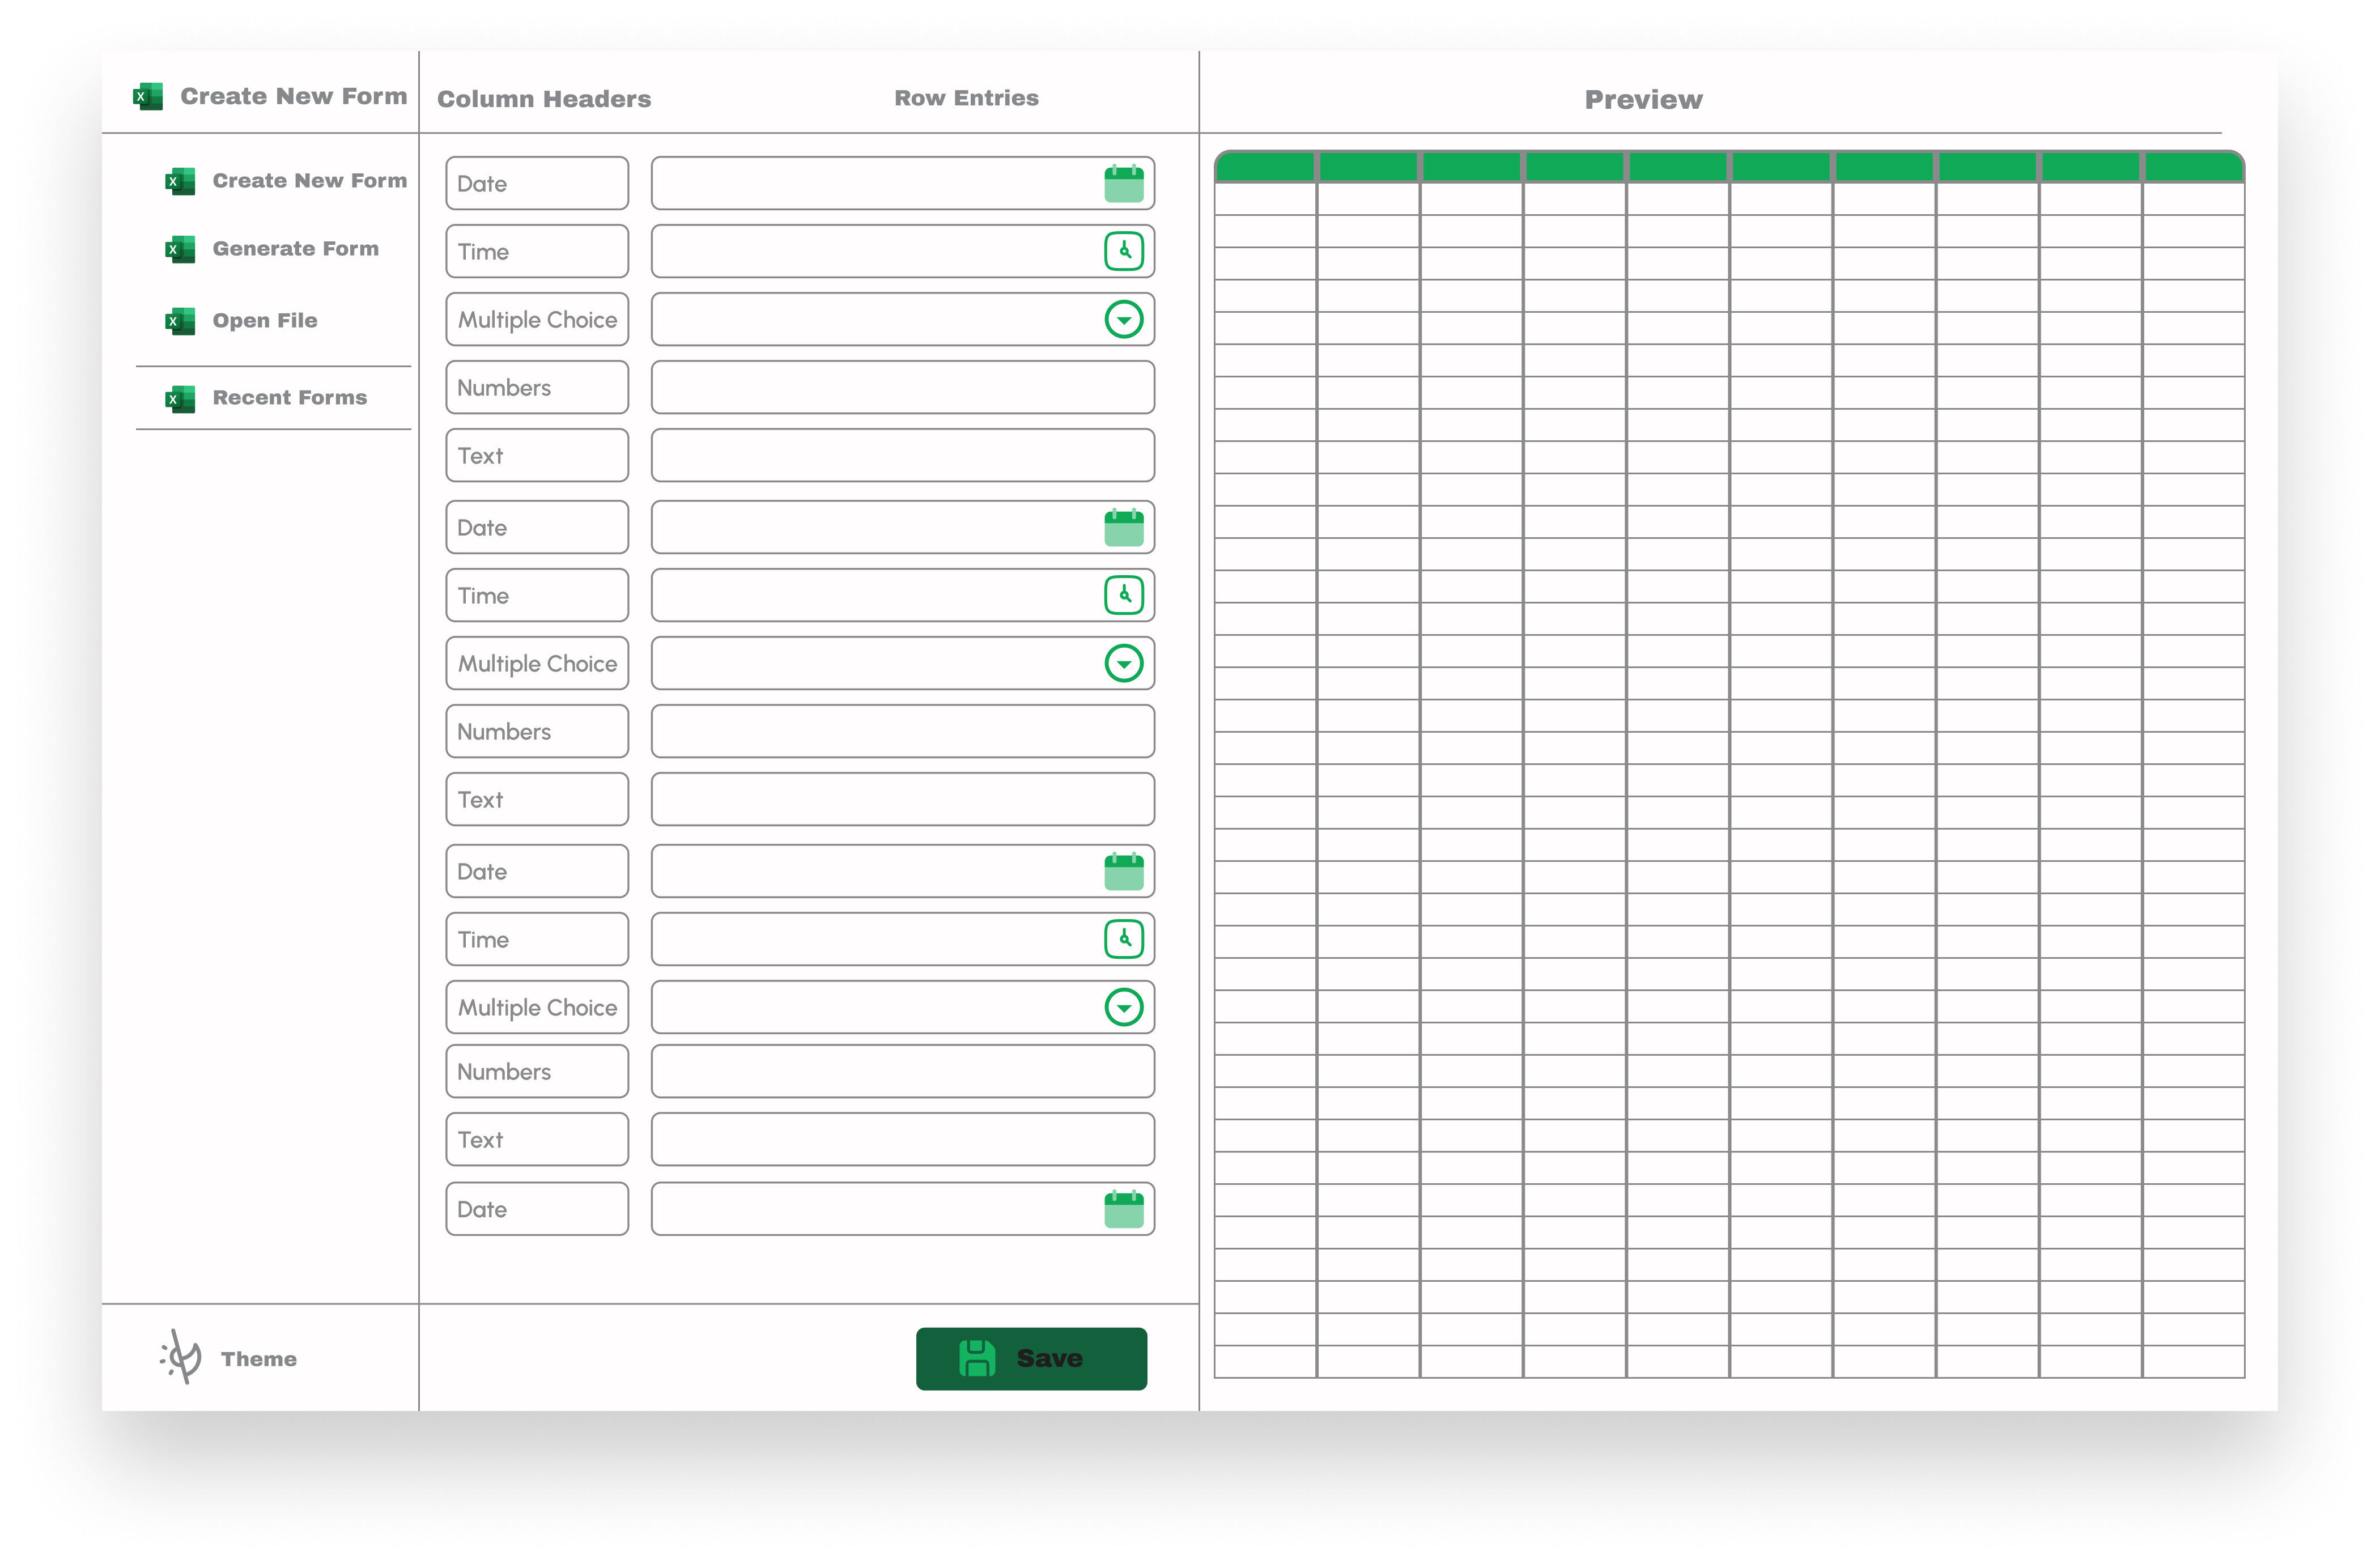 Create New Form
Column Headers
Row Entries
Preview
X
Create New Form
X
Generate Form
X
Open File
X
Recent Forms
X
Date
Time
Multiple Choice
Numbers
Text
Date
Time
Multiple Choice
Numbers
Text
Date
Time
Multiple Choice
Numbers
Text
Date
Theme
Save